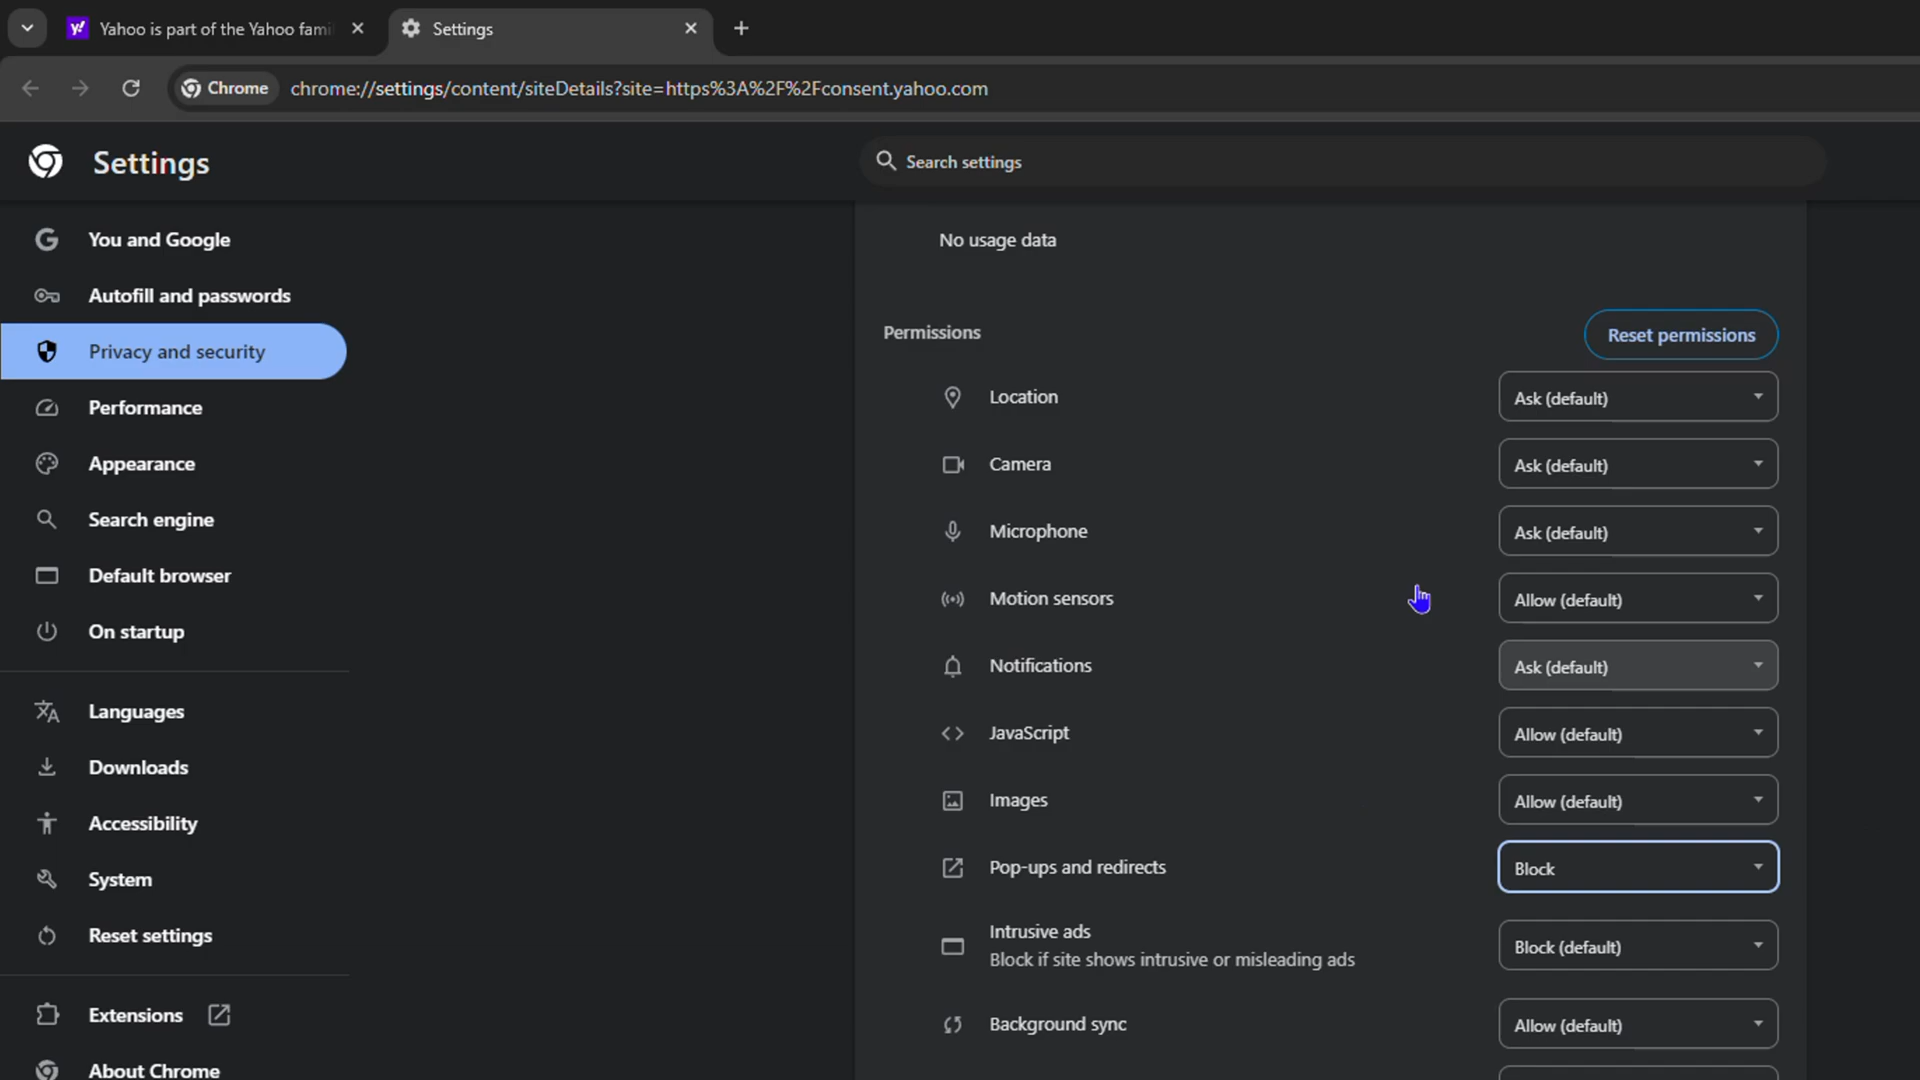 Yahoo is part of the Yahoo fami
Settings
Chrome
chrome://settings/content/siteDetails?site=https%3A%2F%2Fconsent.yahoo.com
Settings
Search settings
You and Google
Autofill and passwords
Privacy and security
Performance
Appearance
Search engine
Default browser
On startup
Languages
Downloads
Accessibility
System
Reset settings
Extensions
About Chrome
No usage data
Permissions
Reset permissions
Location
Ask (default)
Camera
Ask (default)
Microphone
Ask (default)
Motion sensors
Allow (default)
Notifications
Ask (default)
JavaScript
Allow (default)
Images
Allow (default)
Pop-ups and redirects
Block
Intrusive ads
Block if site shows intrusive or misleading ads
Block (default)
Background sync
Allow (default)